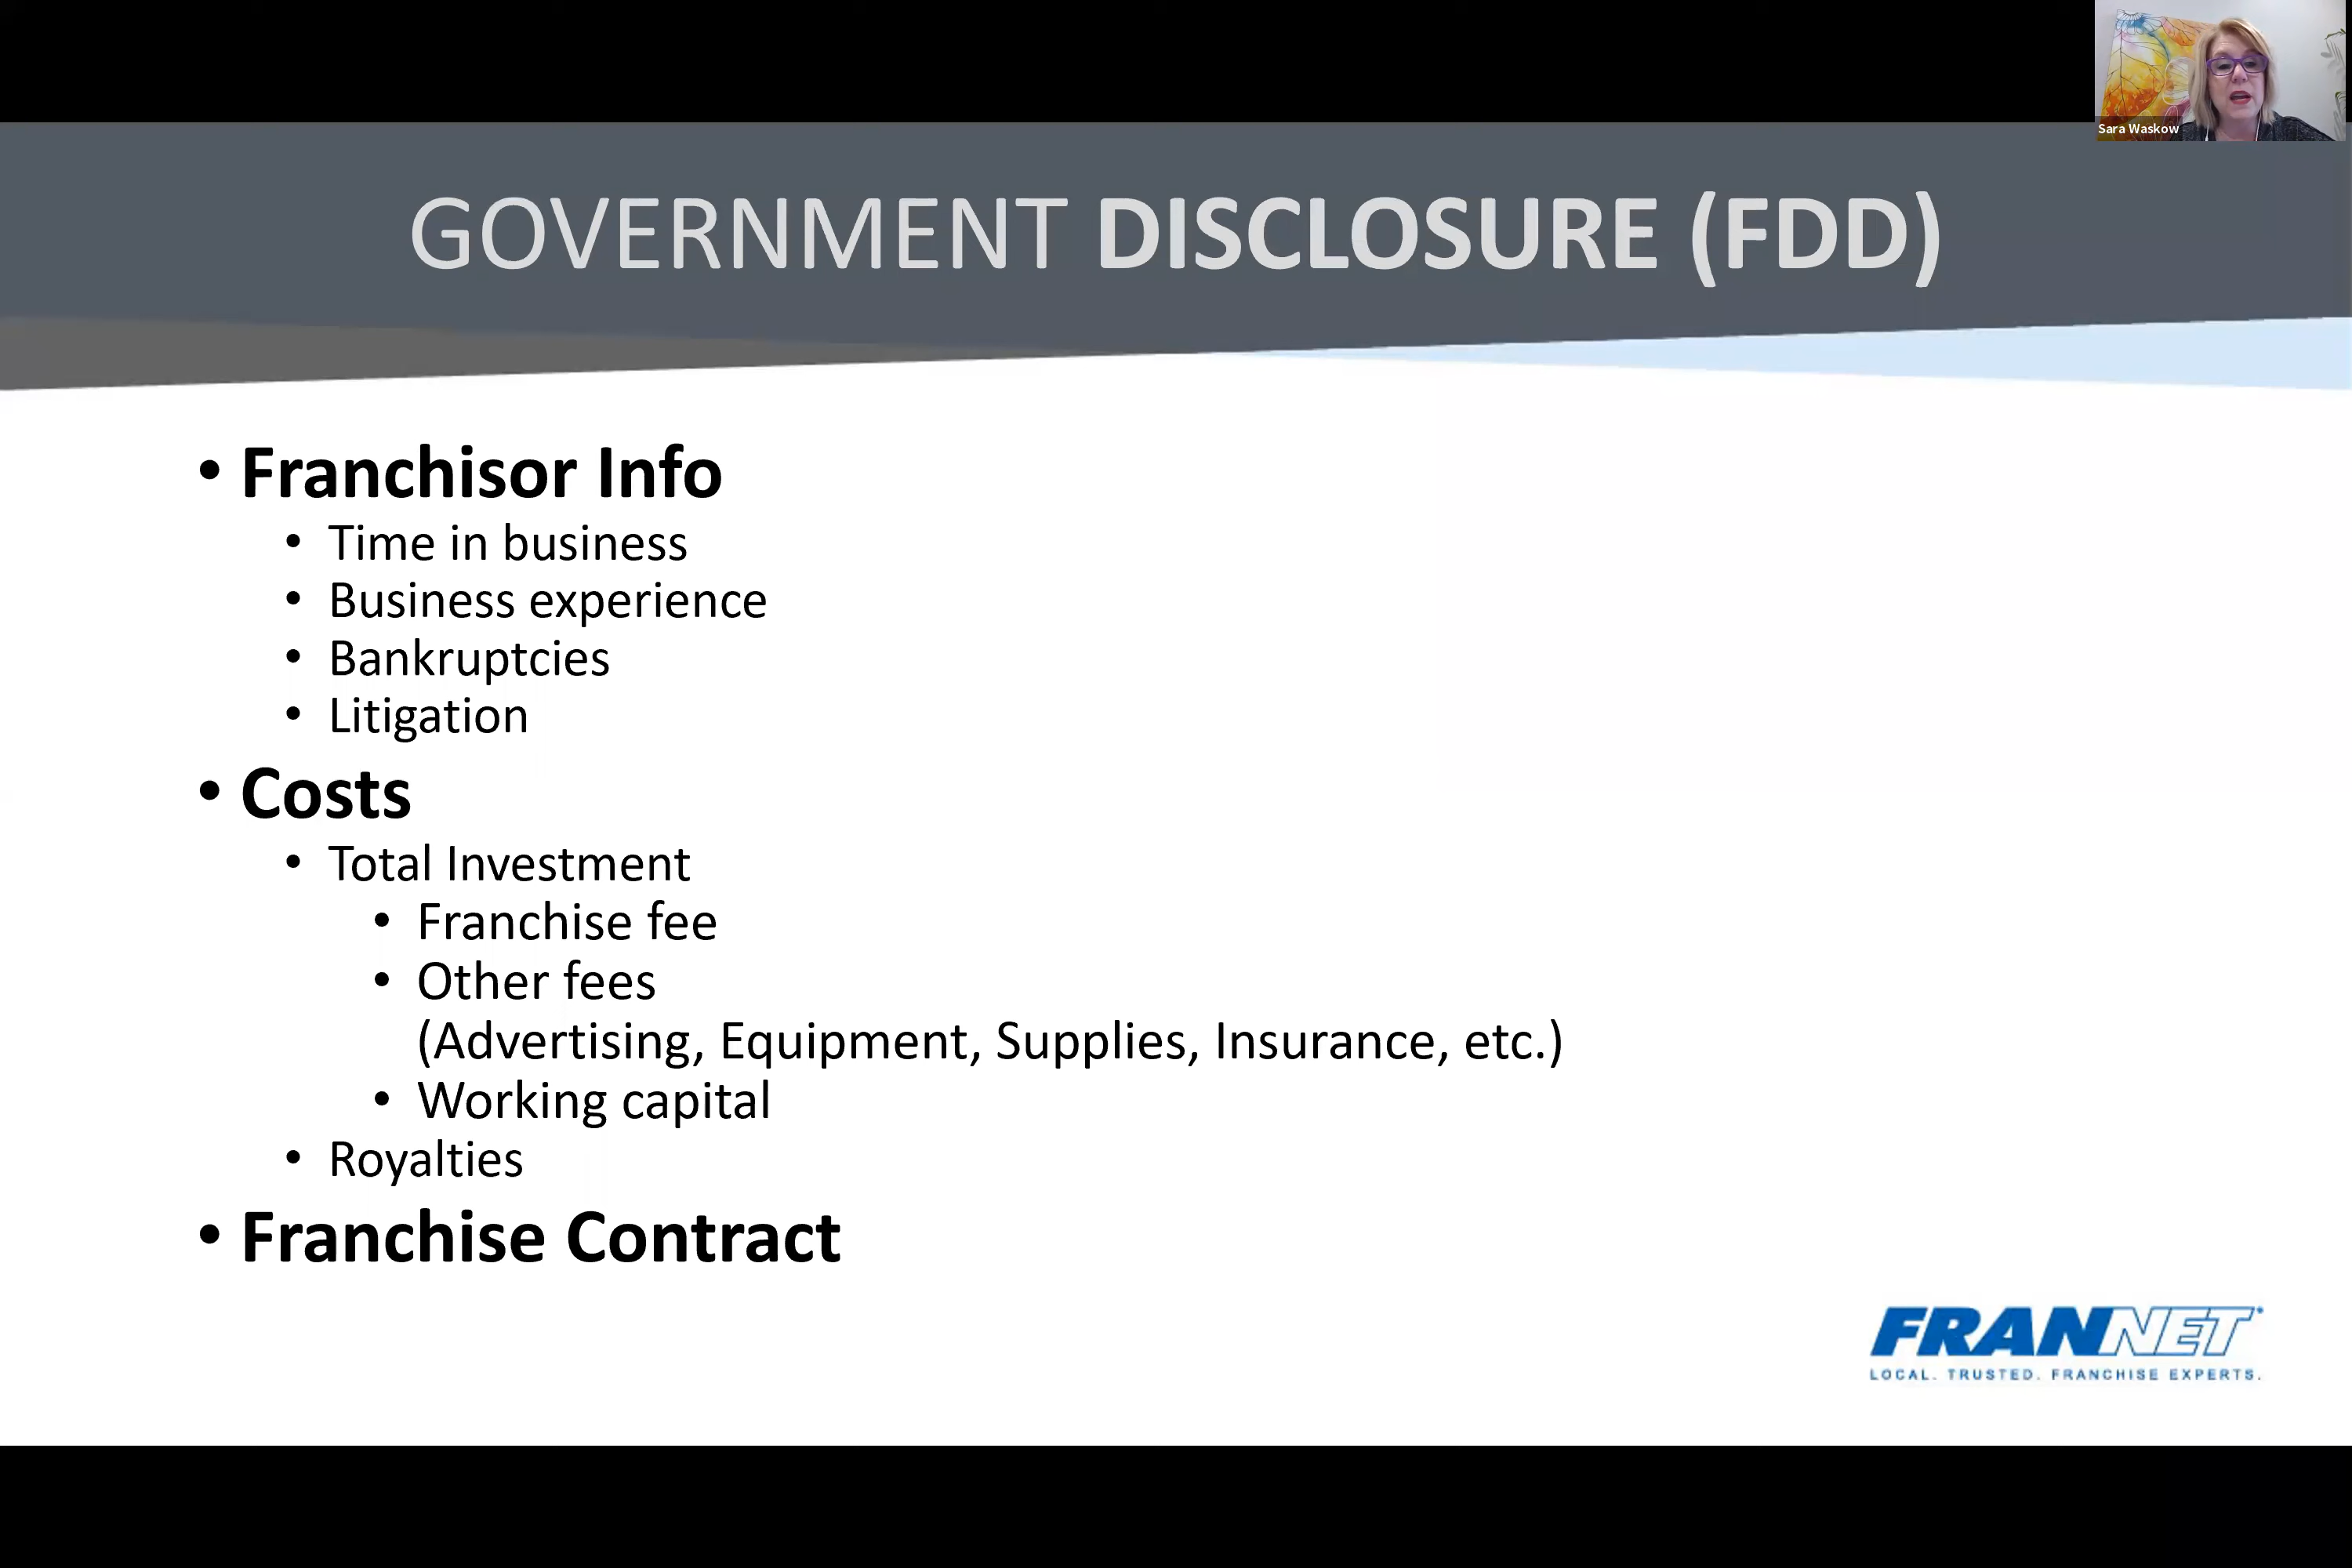 Sara Waskow
GOVERNMENT DISCLOSURE (FDD)
• Franchisor Info
• Time in business
• Business experience
• Bankruptcies
• Litigation
• Costs
• Total Investment
• Franchise fee
• Other fees
(Advertising, Equipment, Supplies, Insurance, etc.)
• Working capital
• Royalties
• Franchise Contract
FRANNET
LOCAL. TRUSTED. FRANCHISE EXPERTS.